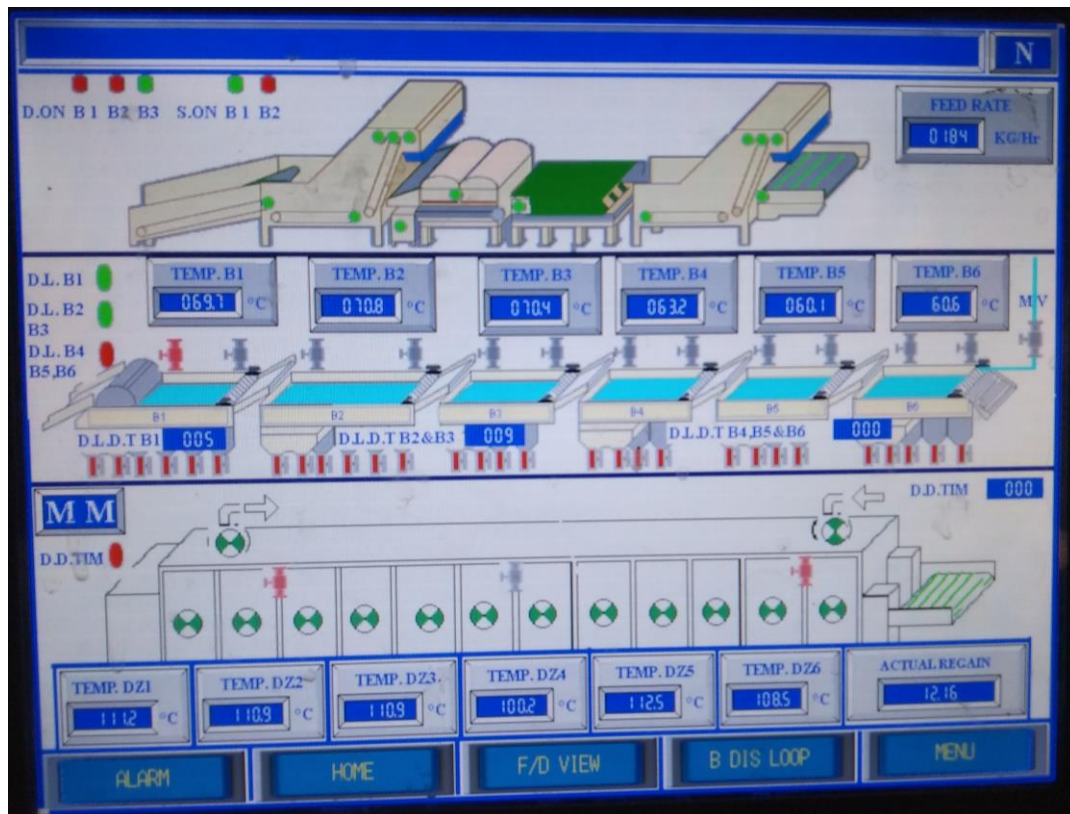 N
D.ON B1 B2 B3 S.ON B1 B2
FEED RATE
0184 KG/Hr
D.L. B1
D.L. B2
B3
D.L. B4
B5,B6
TEMP. B1
069.7 °C
TEMP. B2
070.8 °C
TEMP. B3
070.4 °C
TEMP. B4
063.2 °C
TEMP. B5
060.1 °C
TEMP. B6
60.6 °C
M/V
B1 B2 B3 B4 B5 B6
D.L.D.T B1 005
D.L.D.T B2&B3 009
D.L.D.T B4,B5&B6 000
M M
D.D.TIM 000
D.D.TIM
TEMP. DZ1
111.2 °C
TEMP. DZ2
110.9 °C
TEMP. DZ3
110.9 °C
TEMP. DZ4
100.2 °C
TEMP. DZ5
112.5 °C
TEMP. DZ6
108.5 °C
ACTUAL REGAIN
12.16
ALARM HOME F/D VIEW B DIS LOOP MENU